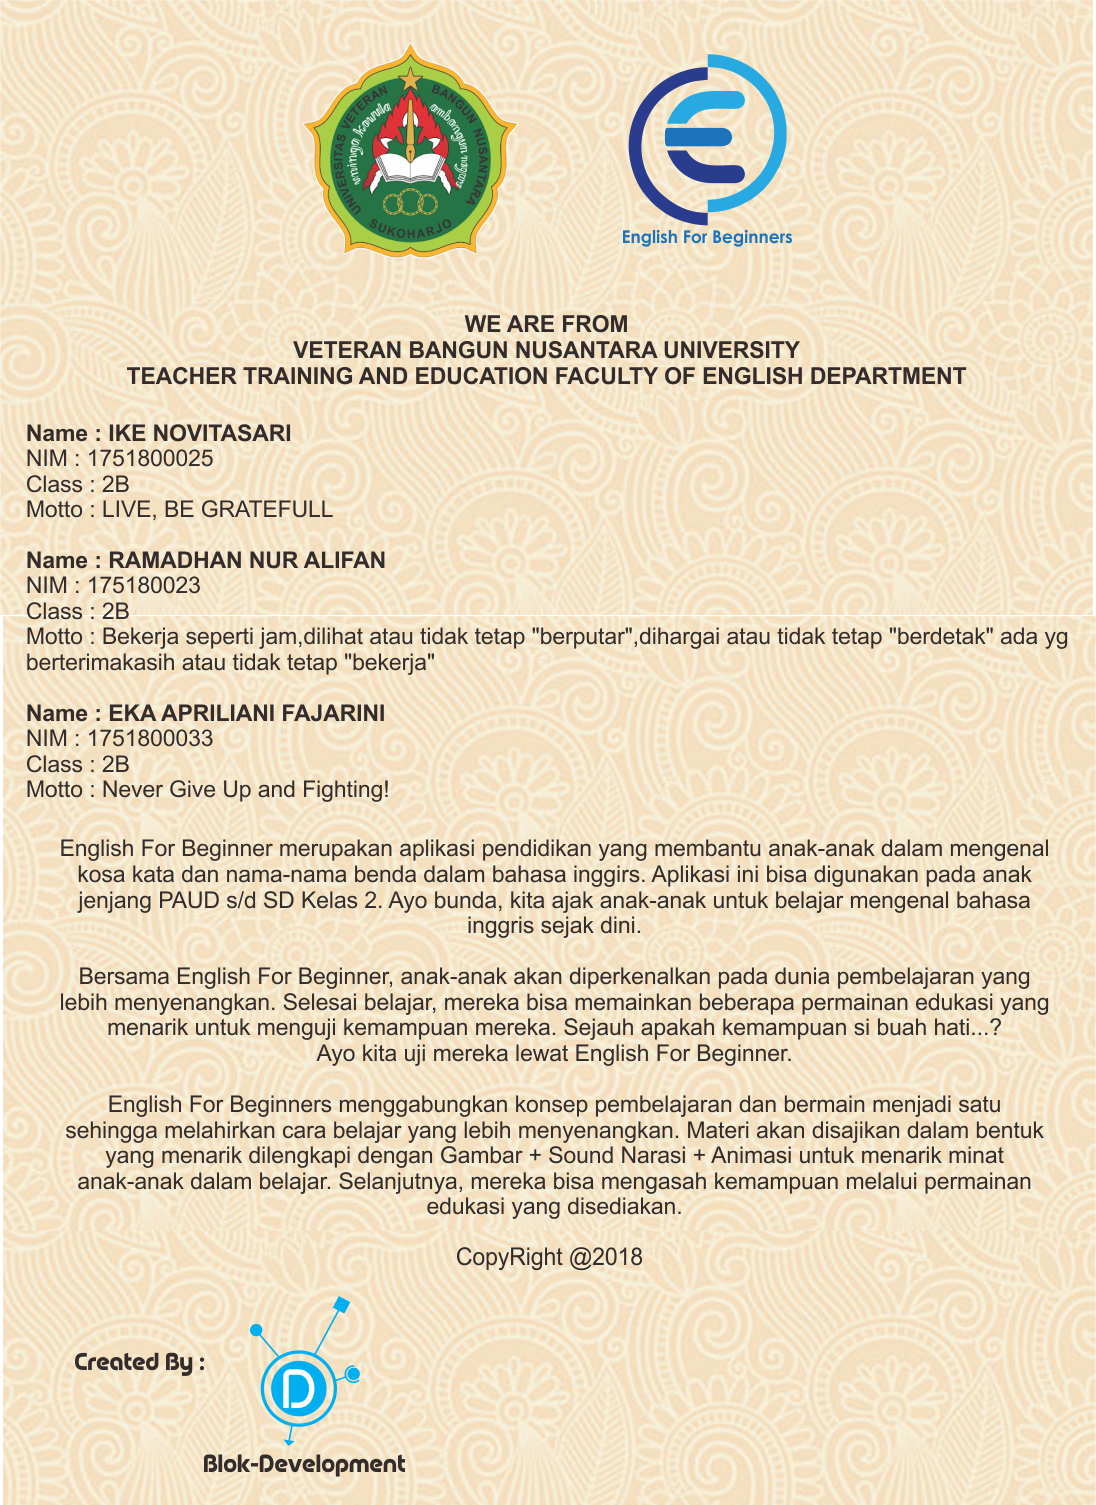 UNIVERSITAS VETERAN BANGUN NUSANTARA
SUKOHARJO
English For Beginners
WE ARE FROM
VETERAN BANGUN NUSANTARA UNIVERSITY
TEACHER TRAINING AND EDUCATION FACULTY OF ENGLISH DEPARTMENT
Name : IKE NOVITASARI
NIM : 1751800025
Class : 2B
Motto : LIVE, BE GRATEFULL
Name : RAMADHAN NUR ALIFAN
NIM : 175180023
Class : 2B
Motto : Bekerja seperti jam,dilihat atau tidak tetap "berputar",dihargai atau tidak tetap "berdetak" ada yg
berterimakasih atau tidak tetap "bekerja"
Name : EKA APRILIANI FAJARINI
NIM : 1751800033
Class : 2B
Motto : Never Give Up and Fighting!
English For Beginner merupakan aplikasi pendidikan yang membantu anak-anak dalam mengenal
kosa kata dan nama-nama benda dalam bahasa inggirs. Aplikasi ini bisa digunakan pada anak
jenjang PAUD s/d SD Kelas 2. Ayo bunda, kita ajak anak-anak untuk belajar mengenal bahasa
inggris sejak dini.
Bersama English For Beginner, anak-anak akan diperkenalkan pada dunia pembelajaran yang
lebih menyenangkan. Selesai belajar, mereka bisa memainkan beberapa permainan edukasi yang
menarik untuk menguji kemampuan mereka. Sejauh apakah kemampuan si buah hati...?
Ayo kita uji mereka lewat English For Beginner.
English For Beginners menggabungkan konsep pembelajaran dan bermain menjadi satu
sehingga melahirkan cara belajar yang lebih menyenangkan. Materi akan disajikan dalam bentuk
yang menarik dilengkapi dengan Gambar + Sound Narasi + Animasi untuk menarik minat
anak-anak dalam belajar. Selanjutnya, mereka bisa mengasah kemampuan melalui permainan
edukasi yang disediakan.
CopyRight @2018
Created By :
D
Blok-Development